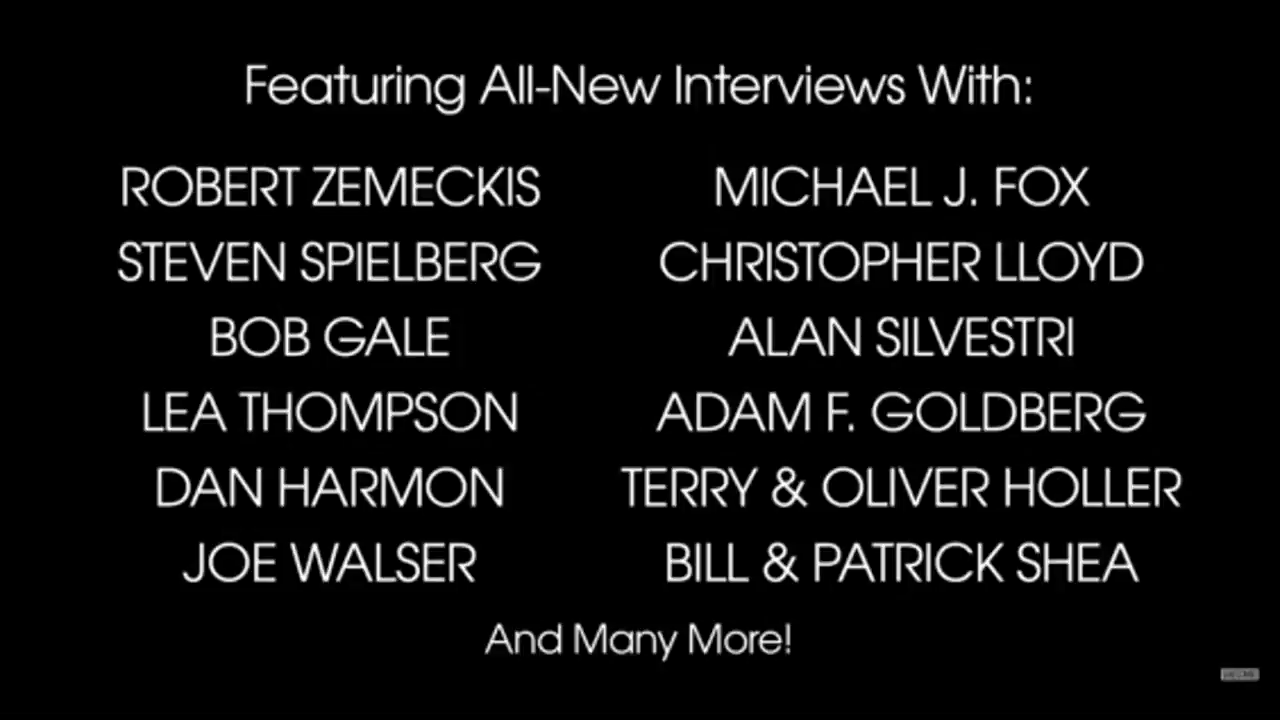 Featuring All-New Interviews With:
ROBERT ZEMECKIS
MICHAEL J. FOX
STEVEN SPIELBERG
CHRISTOPHER LLOYD
BOB GALE
ALAN SILVESTRI
LEA THOMPSON
ADAM F. GOLDBERG
DAN HARMON
TERRY & OLIVER HOLLER
JOE WALSER
BILL & PATRICK SHEA
And Many More!